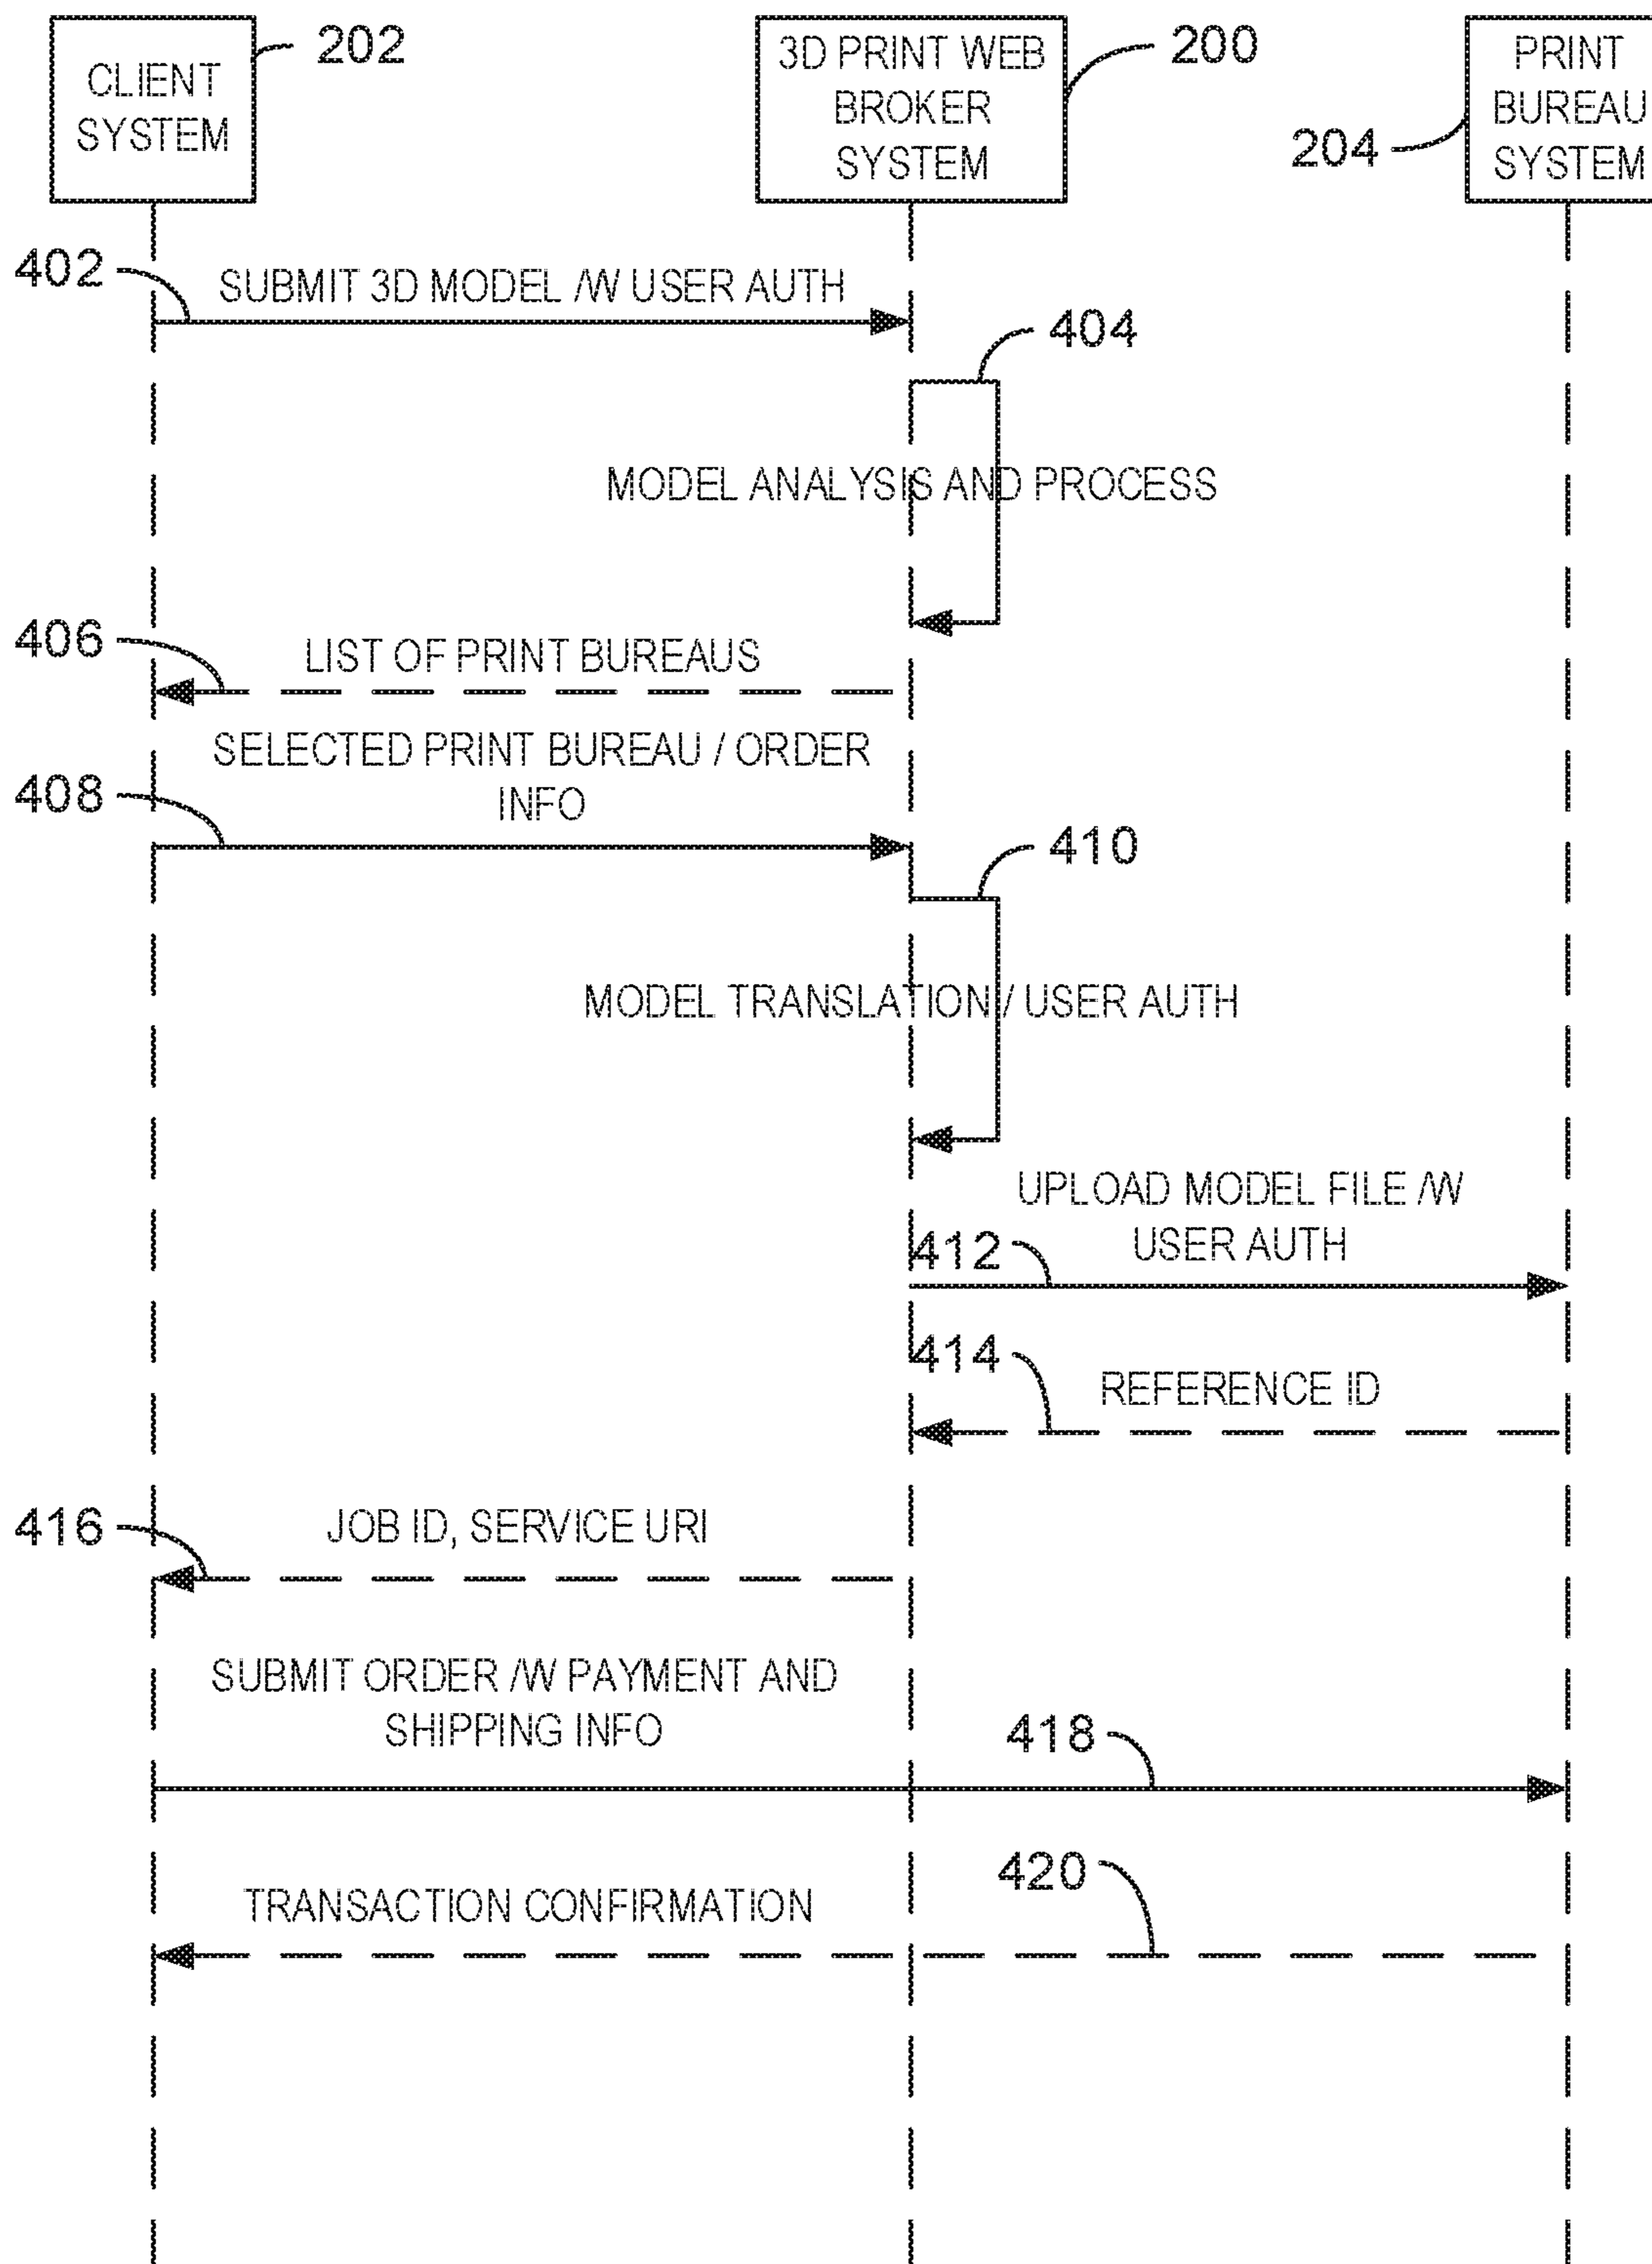 CLIENT
SYSTEM
202
3D PRINT WEB
BROKER
SYSTEM
200
204
PRINT
BUREAU
SYSTEM
402
SUBMIT 3D MODEL /W USER AUTH
404
MODEL ANALYSIS AND PROCESS
406
LIST OF PRINT BUREAUS
SELECTED PRINT BUREAU / ORDER
INFO
408
410
MODEL TRANSLATION / USER AUTH
UPLOAD MODEL FILE /W
USER AUTH
412
414
REFERENCE ID
416
JOB ID, SERVICE URI
SUBMIT ORDER /W PAYMENT AND
SHIPPING INFO
418
420
TRANSACTION CONFIRMATION